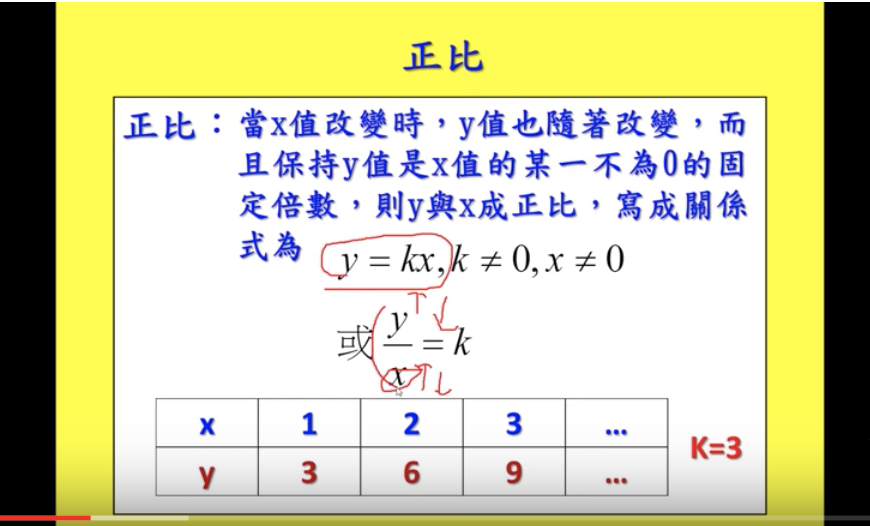 正比
正比：當x值改變時，y值也隨著改變，而
且保持y值是x值的某一不為0的固
定倍數，則y與x成正比，寫成關係
式為 y = kx, k ≠ 0, x ≠ 0
或 y/x = k
x 1 2 3 …
y 3 6 9 …
K=3